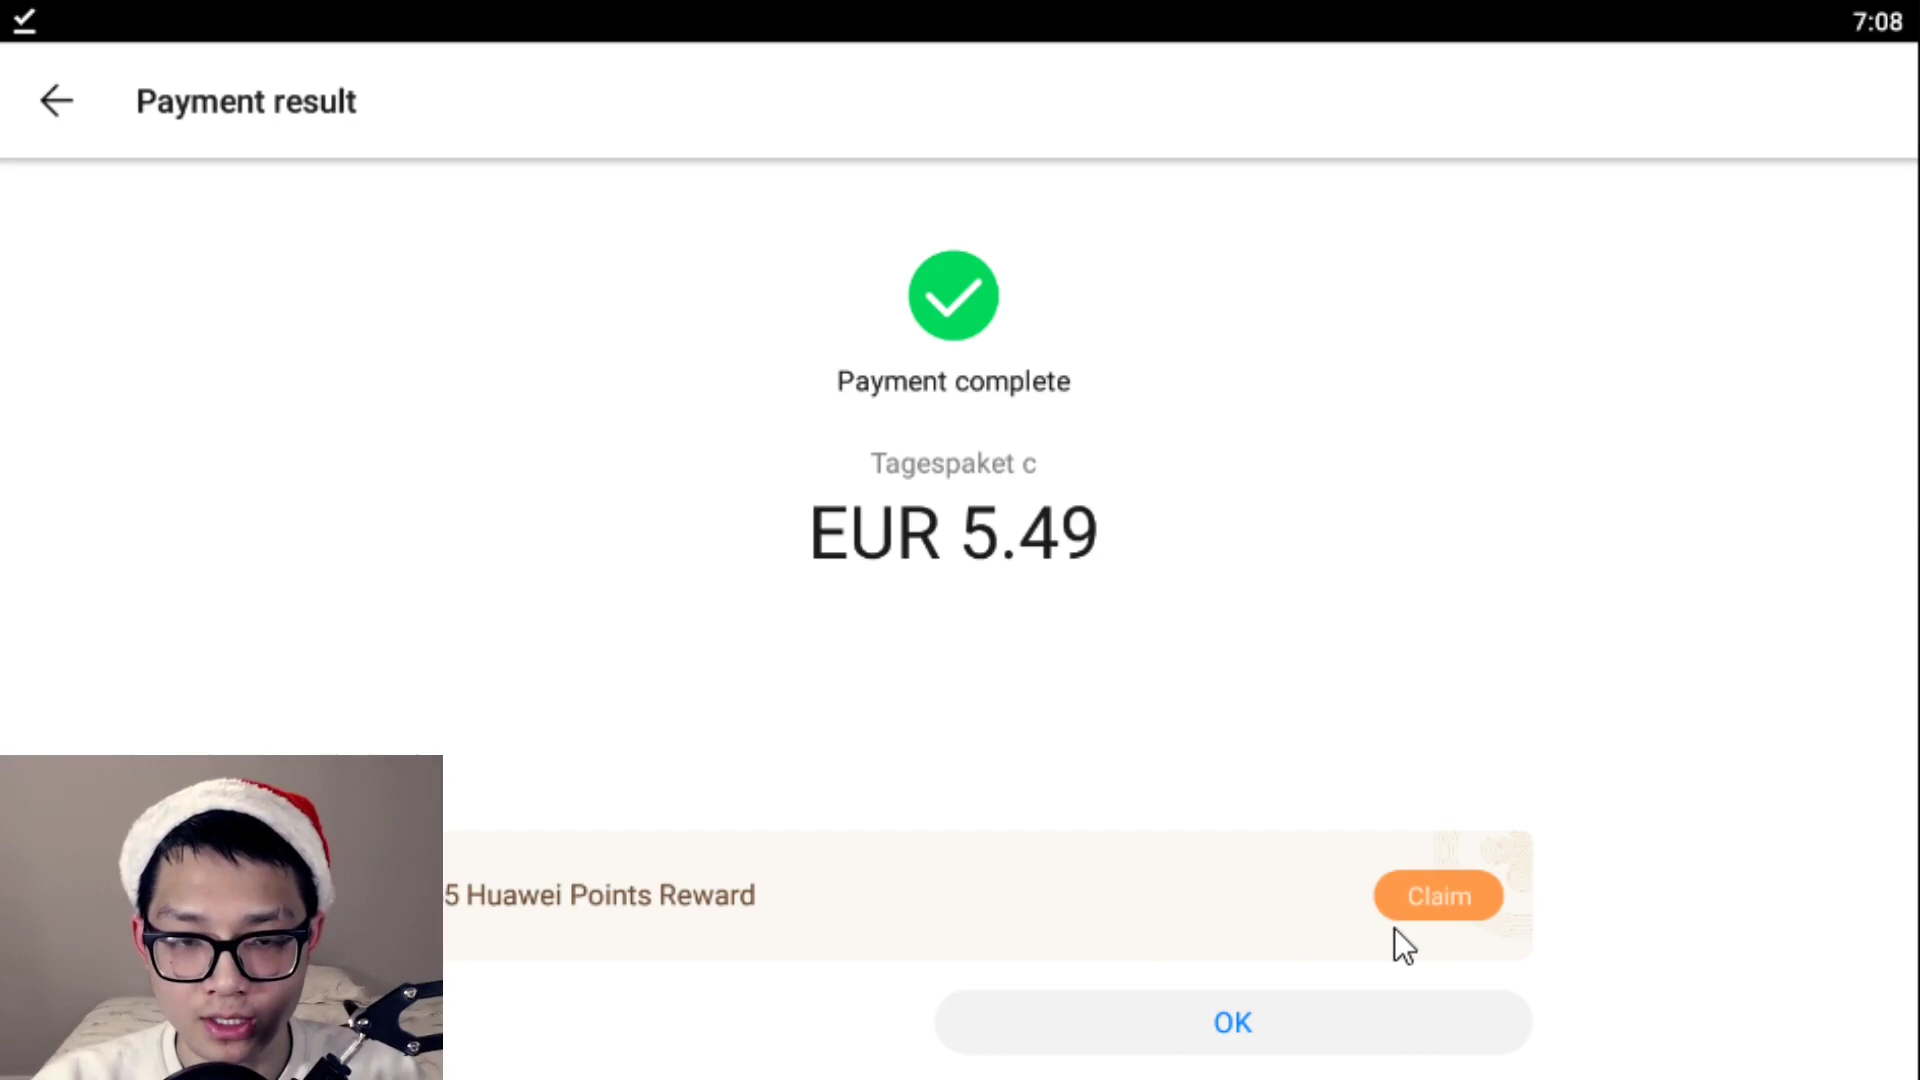 7:08
Payment result
Payment complete
Tagespaket c
EUR 5.49
5 Huawei Points Reward
Claim
OK